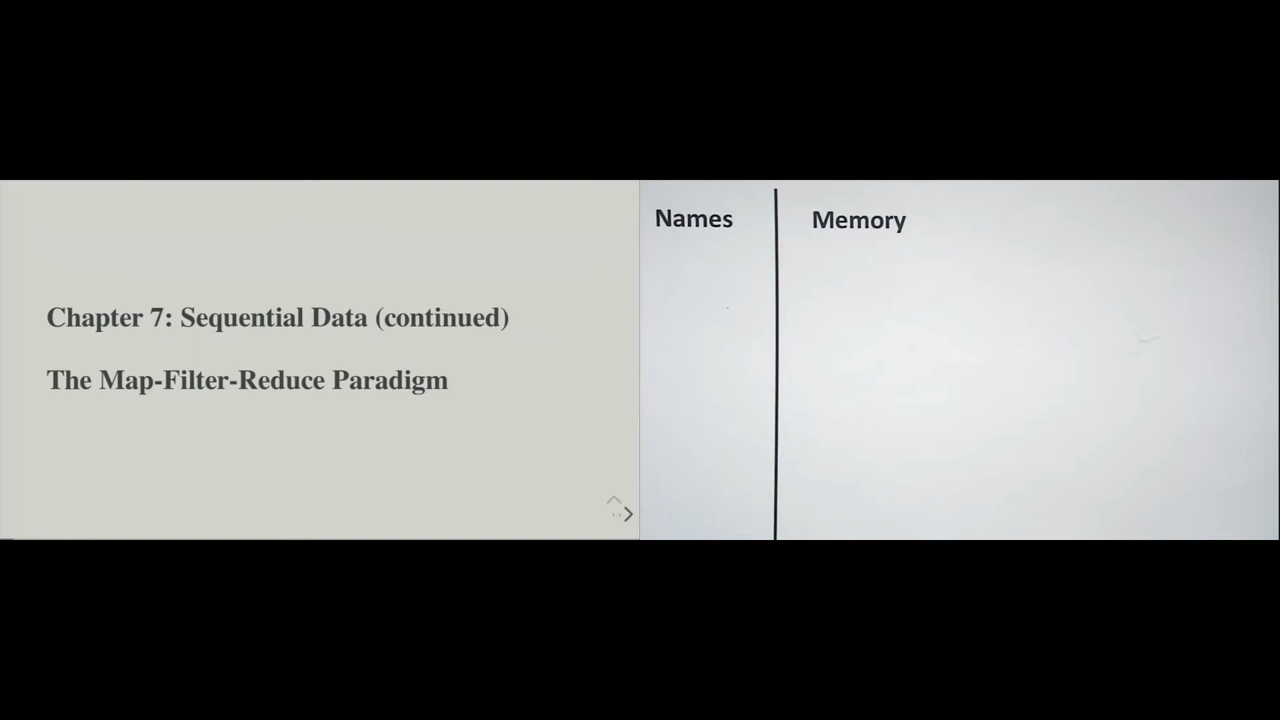 Chapter 7: Sequential Data (continued)
The Map-Filter-Reduce Paradigm
Names
Memory